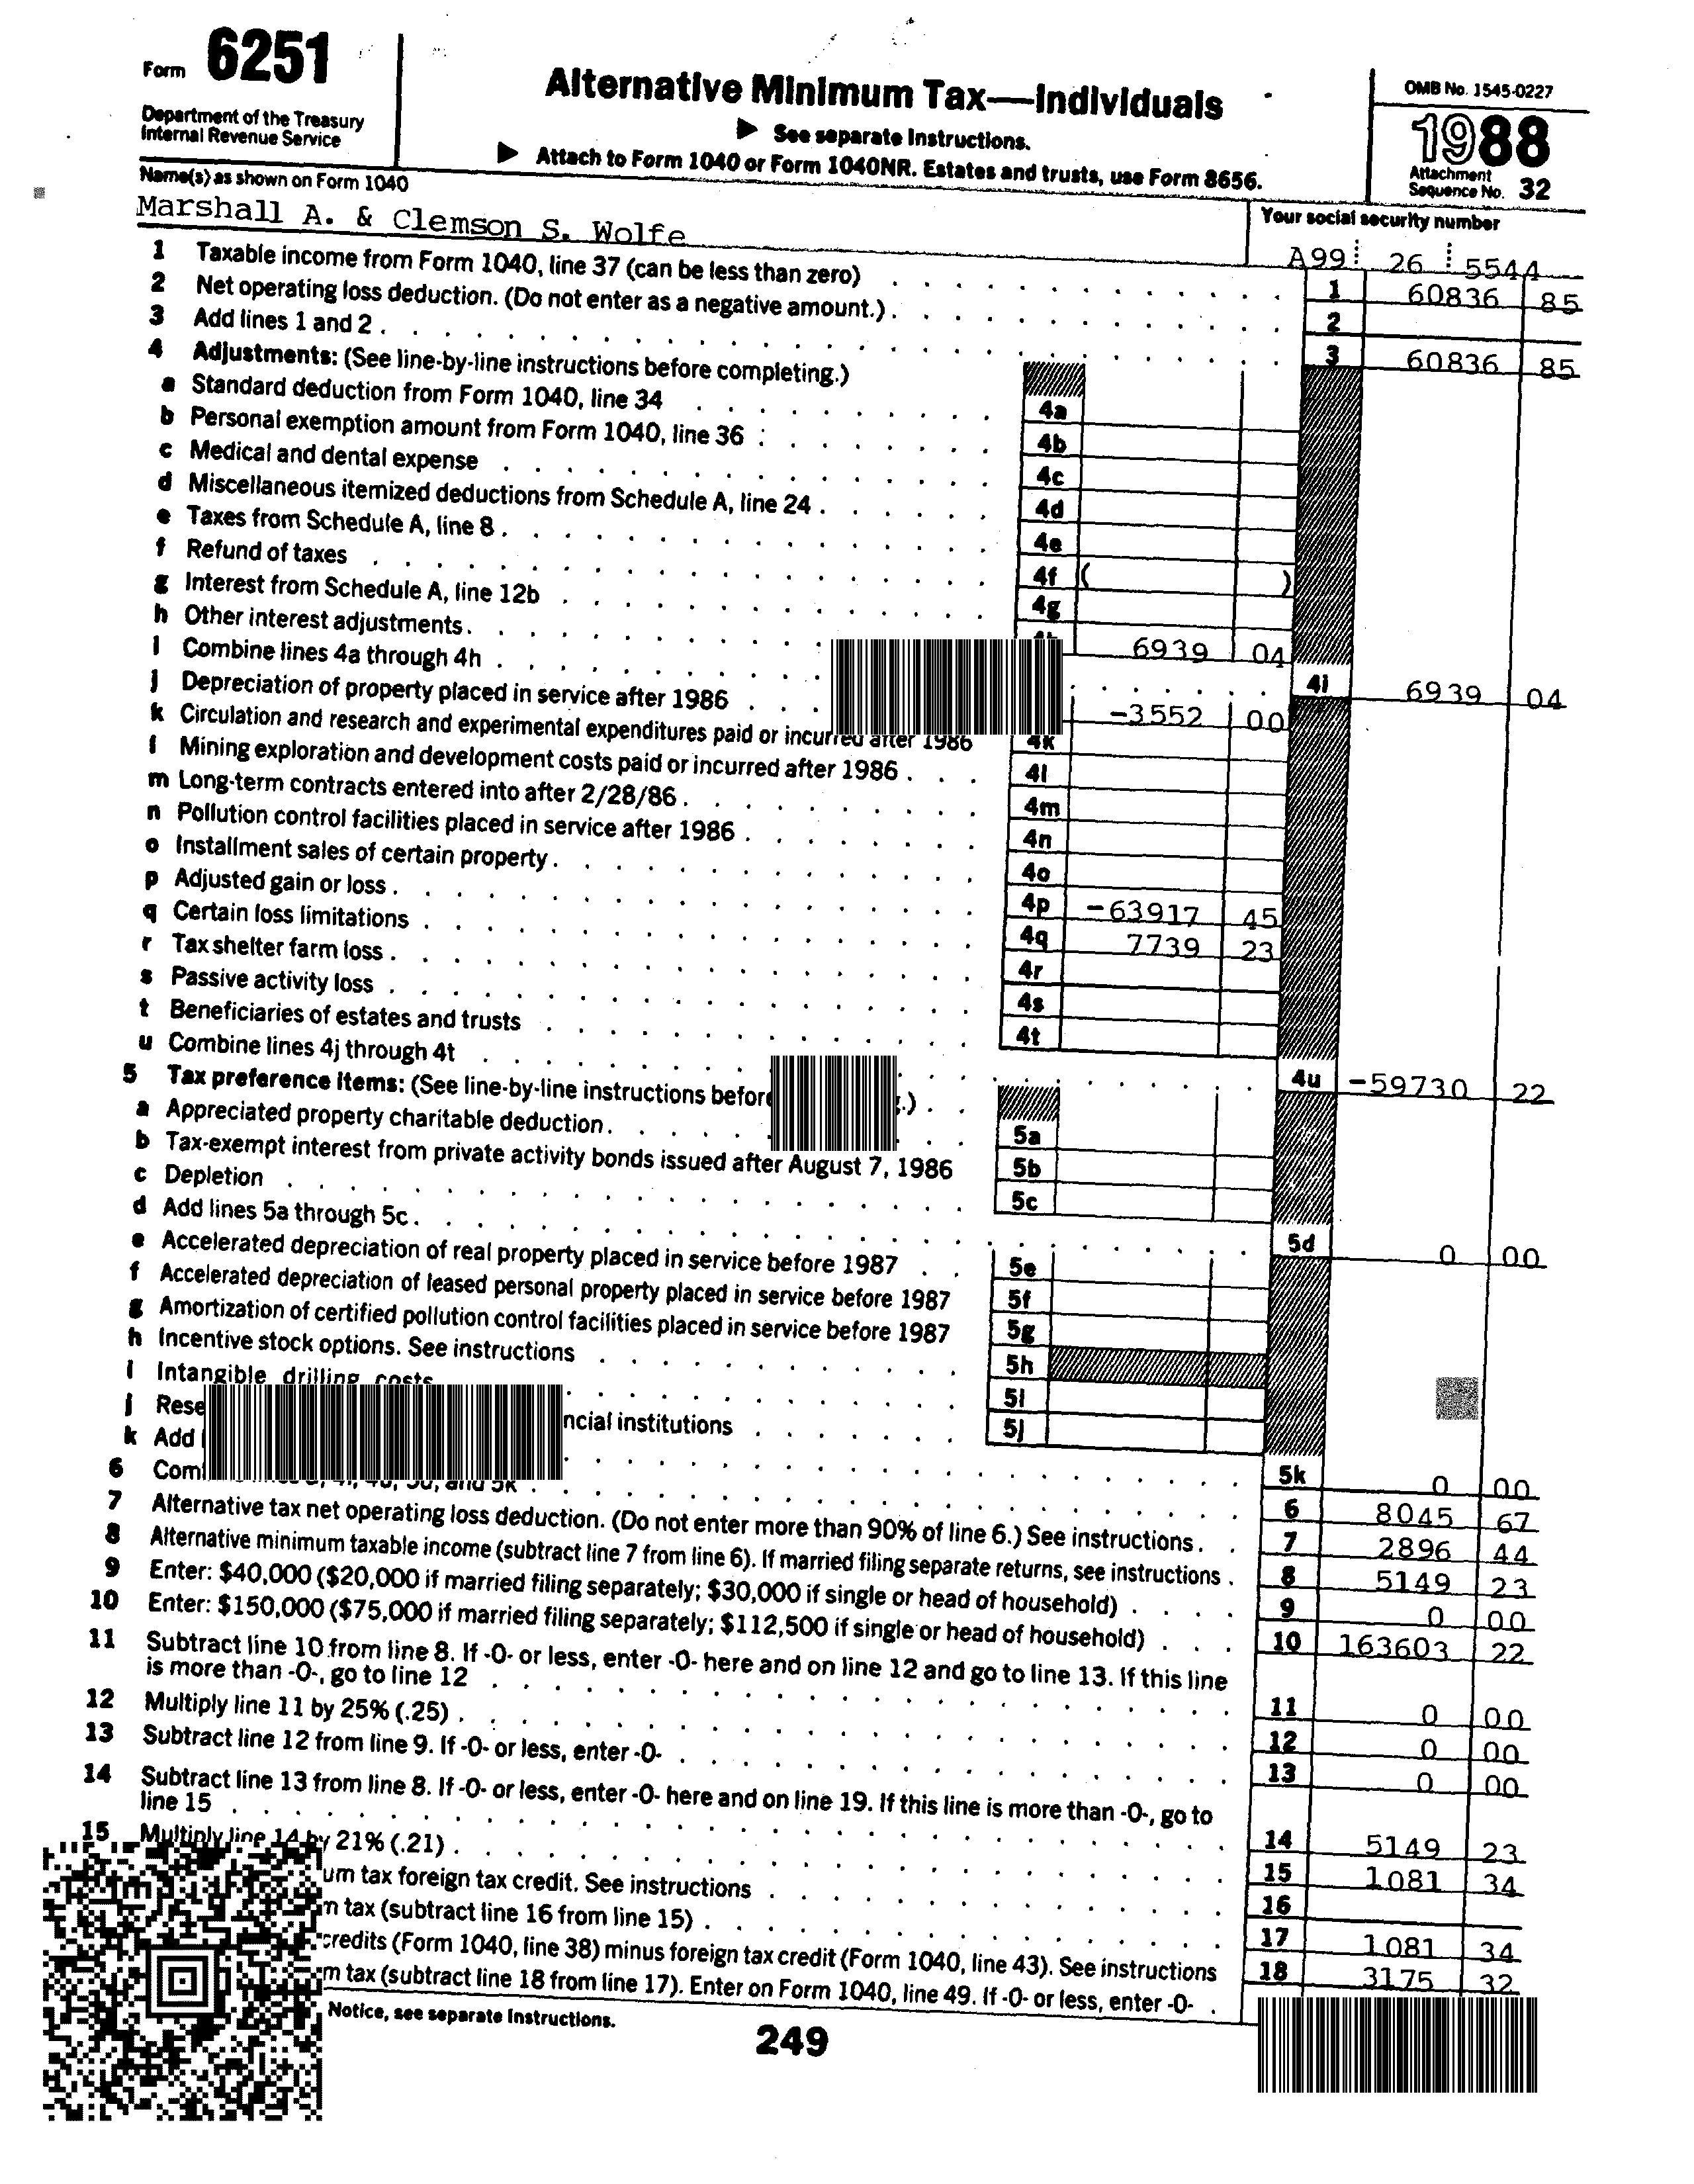 Form 6251
Department of the Treasury
Internal Revenue Service
Alternative Minimum Tax—Individuals
▶ See separate Instructions.
▶ Attach to Form 1040 or Form 1040NR. Estates and trusts, use Form 8656.
OMB No. 1545-0227
1988
Attachment
Sequence No. 32
Name(s) as shown on Form 1040
Marshall A. & Clemson S. Wolfe
Your social security number
A99 26 5544
1 Taxable income from Form 1040, line 37 (can be less than zero) 1 60836 85
2 Net operating loss deduction. (Do not enter as a negative amount.) 2
3 Add lines 1 and 2 3 60836 85
4 Adjustments: (See line-by-line instructions before completing.)
a Standard deduction from Form 1040, line 34 4a
b Personal exemption amount from Form 1040, line 36 4b
c Medical and dental expense 4c
d Miscellaneous itemized deductions from Schedule A, line 24 4d
e Taxes from Schedule A, line 8 4e
f Refund of taxes 4f ( )
g Interest from Schedule A, line 12b 4g
h Other interest adjustments 6939 04
i Combine lines 4a through 4h 4i 6939 04
j Depreciation of property placed in service after 1986 -3552 00
k Circulation and research and experimental expenditures paid or incurred after 1986 4k
l Mining exploration and development costs paid or incurred after 1986 4l
m Long-term contracts entered into after 2/28/86 4m
n Pollution control facilities placed in service after 1986 4n
o Installment sales of certain property 4o
p Adjusted gain or loss 4p -63917 45
q Certain loss limitations 4q 7739 23
r Tax shelter farm loss 4r
s Passive activity loss 4s
t Beneficiaries of estates and trusts 4t
u Combine lines 4j through 4t 4u -59730 22
5 Tax preference items: (See line-by-line instructions before .)
a Appreciated property charitable deduction 5a
b Tax-exempt interest from private activity bonds issued after August 7, 1986 5b
c Depletion 5c
d Add lines 5a through 5c 5d 0 00
e Accelerated depreciation of real property placed in service before 1987 5e
f Accelerated depreciation of leased personal property placed in service before 1987 5f
g Amortization of certified pollution control facilities placed in service before 1987 5g
h Incentive stock options. See instructions 5h
i Intangible drilling costs 5i
j Rese ncial institutions 5j
k Add 5k 0 00
6 Com and 5k 6 8045 67
7 Alternative tax net operating loss deduction. (Do not enter more than 90% of line 6.) See instructions 7 2896 44
8 Alternative minimum taxable income (subtract line 7 from line 6). If married filing separate returns, see instructions 8 5149 23
9 Enter: $40,000 ($20,000 if married filing separately; $30,000 if single or head of household) 9 0 00
10 Enter: $150,000 ($75,000 if married filing separately; $112,500 if single or head of household) 10 163603 22
11 Subtract line 10 from line 8. If -0- or less, enter -0- here and on line 12 and go to line 13. If this line
is more than -0-, go to line 12 11 0 00
12 Multiply line 11 by 25% (.25) 12 0 00
13 Subtract line 12 from line 9. If -0- or less, enter -0- 13 0 00
14 Subtract line 13 from line 8. If -0- or less, enter -0- here and on line 19. If this line is more than -0-, go to
line 15 14 5149 23
15 Multiply line 14 by 21% (.21) 15 1081 34
um tax foreign tax credit. See instructions 16
m tax (subtract line 16 from line 15) 17 1081 34
credits (Form 1040, line 38) minus foreign tax credit (Form 1040, line 43). See instructions 18 3175 32
m tax (subtract line 18 from line 17). Enter on Form 1040, line 49. If -0- or less, enter -0-
Notice, see separate Instructions.
249